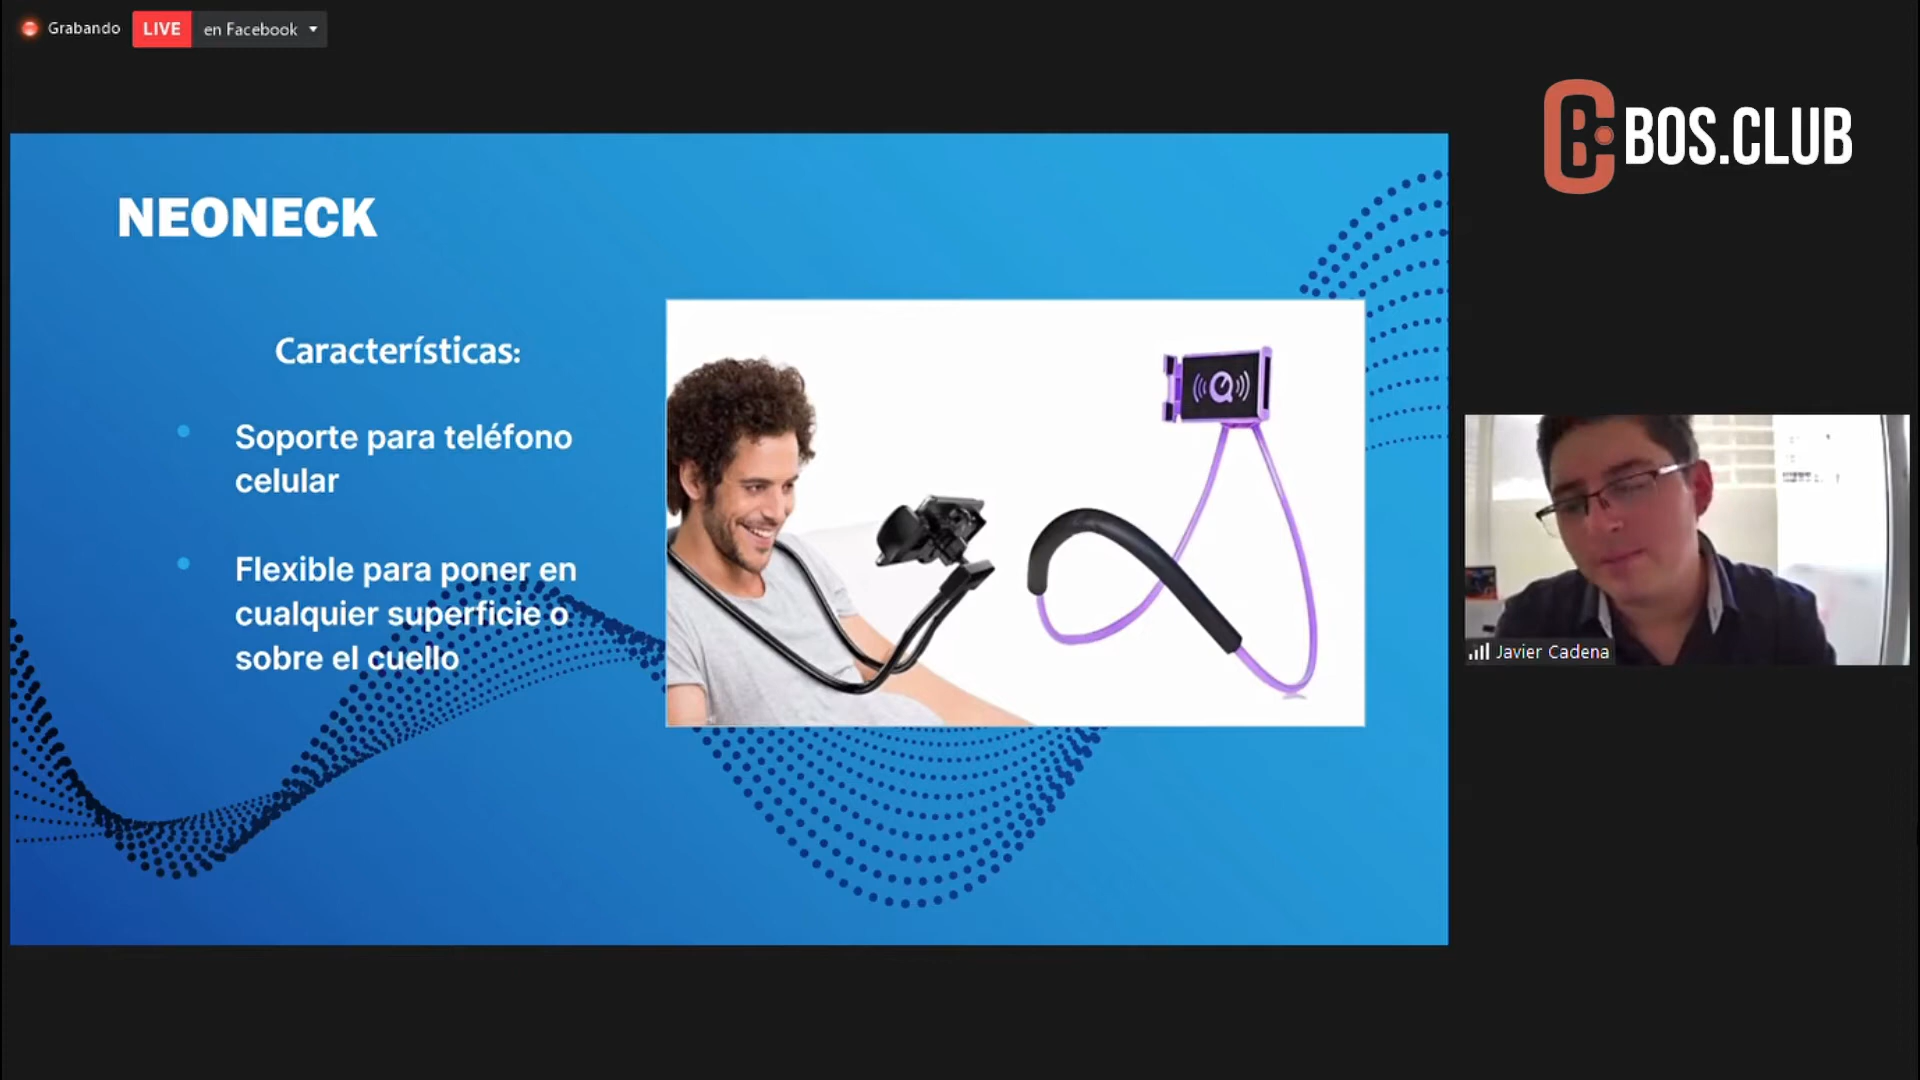 Grabando
LIVE
en Facebook
BOS.CLUB
NEONECK
Características:
Soporte para teléfono
celular
Flexible para poner en
cualquier superficie o
sobre el cuello
Javier Cadena